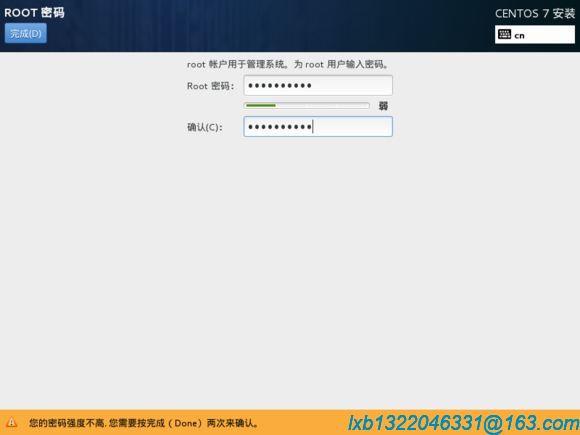 ROOT 密码
CENTOS 7 安装
完成(D)
cn
root 帐户用于管理系统。为 root 用户输入密码。
Root 密码：
●●●●●●●●●●
弱
确认(C)：
●●●●●●●●●●
您的密码强度不高,您需要按完成（Done）两次来确认。
lxb1322046331@163.com